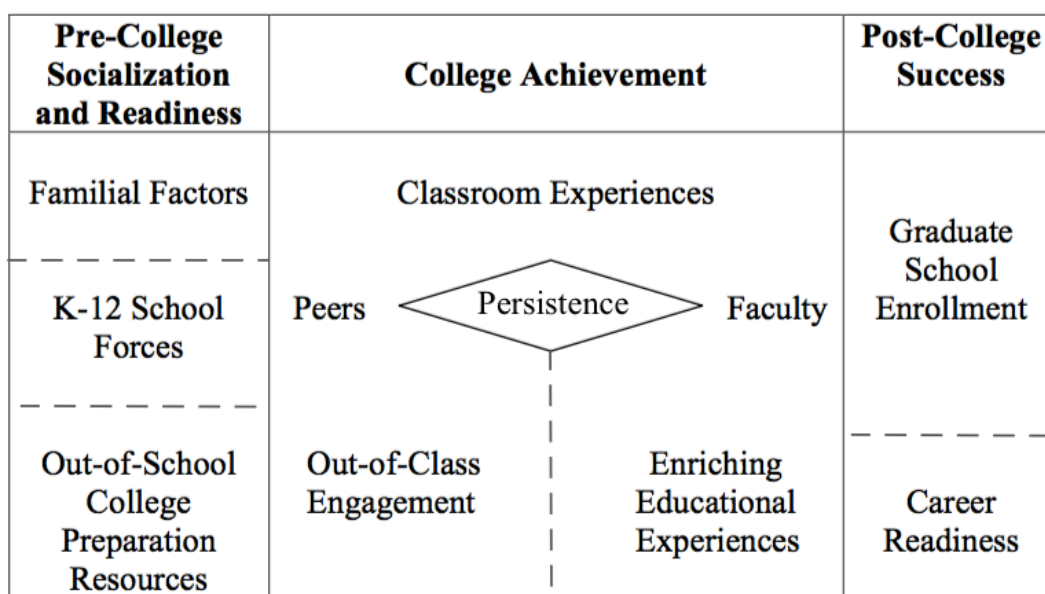 Pre-College
Socialization
and Readiness
College Achievement
Post-College
Success
Familial Factors
K-12 School
Forces
Out-of-School
College
Preparation
Resources
Classroom Experiences
Peers
Persistence
Faculty
Out-of-Class
Engagement
Enriching
Educational
Experiences
Graduate
School
Enrollment
Career
Readiness